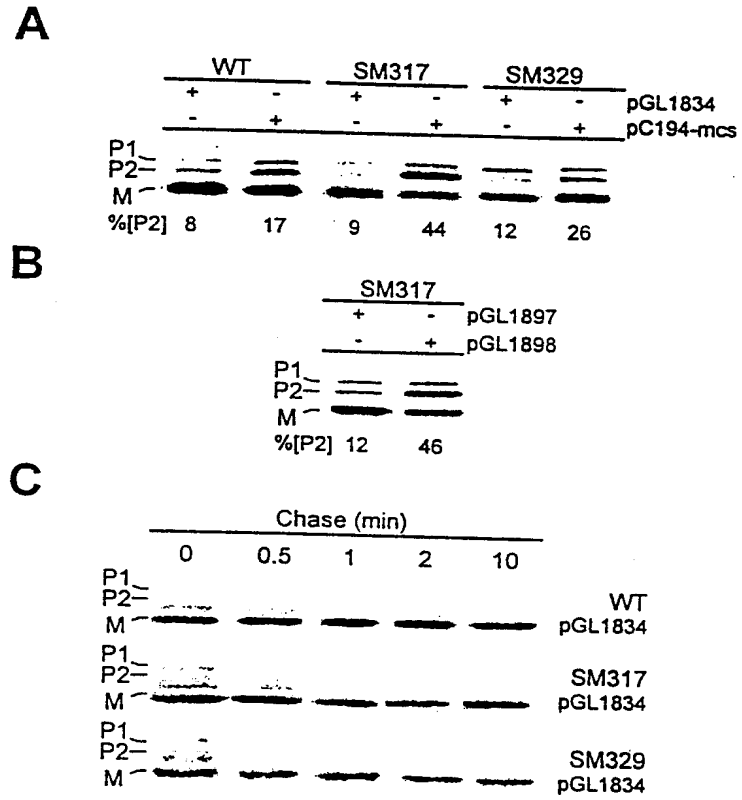 A
WT SM317 SM329
+ - + - + - pGL1834
- + - + - + pC194-mcs
P1
P2
M
%[P2] 8 17 9 44 12 26
B
SM317
+ - pGL1897
- + pGL1898
P1
P2
M
%[P2] 12 46
C
Chase (min)
0 0.5 1 2 10
P1
P2
M
WT
pGL1834
P1
P2
M
SM317
pGL1834
P1
P2
M
SM329
pGL1834